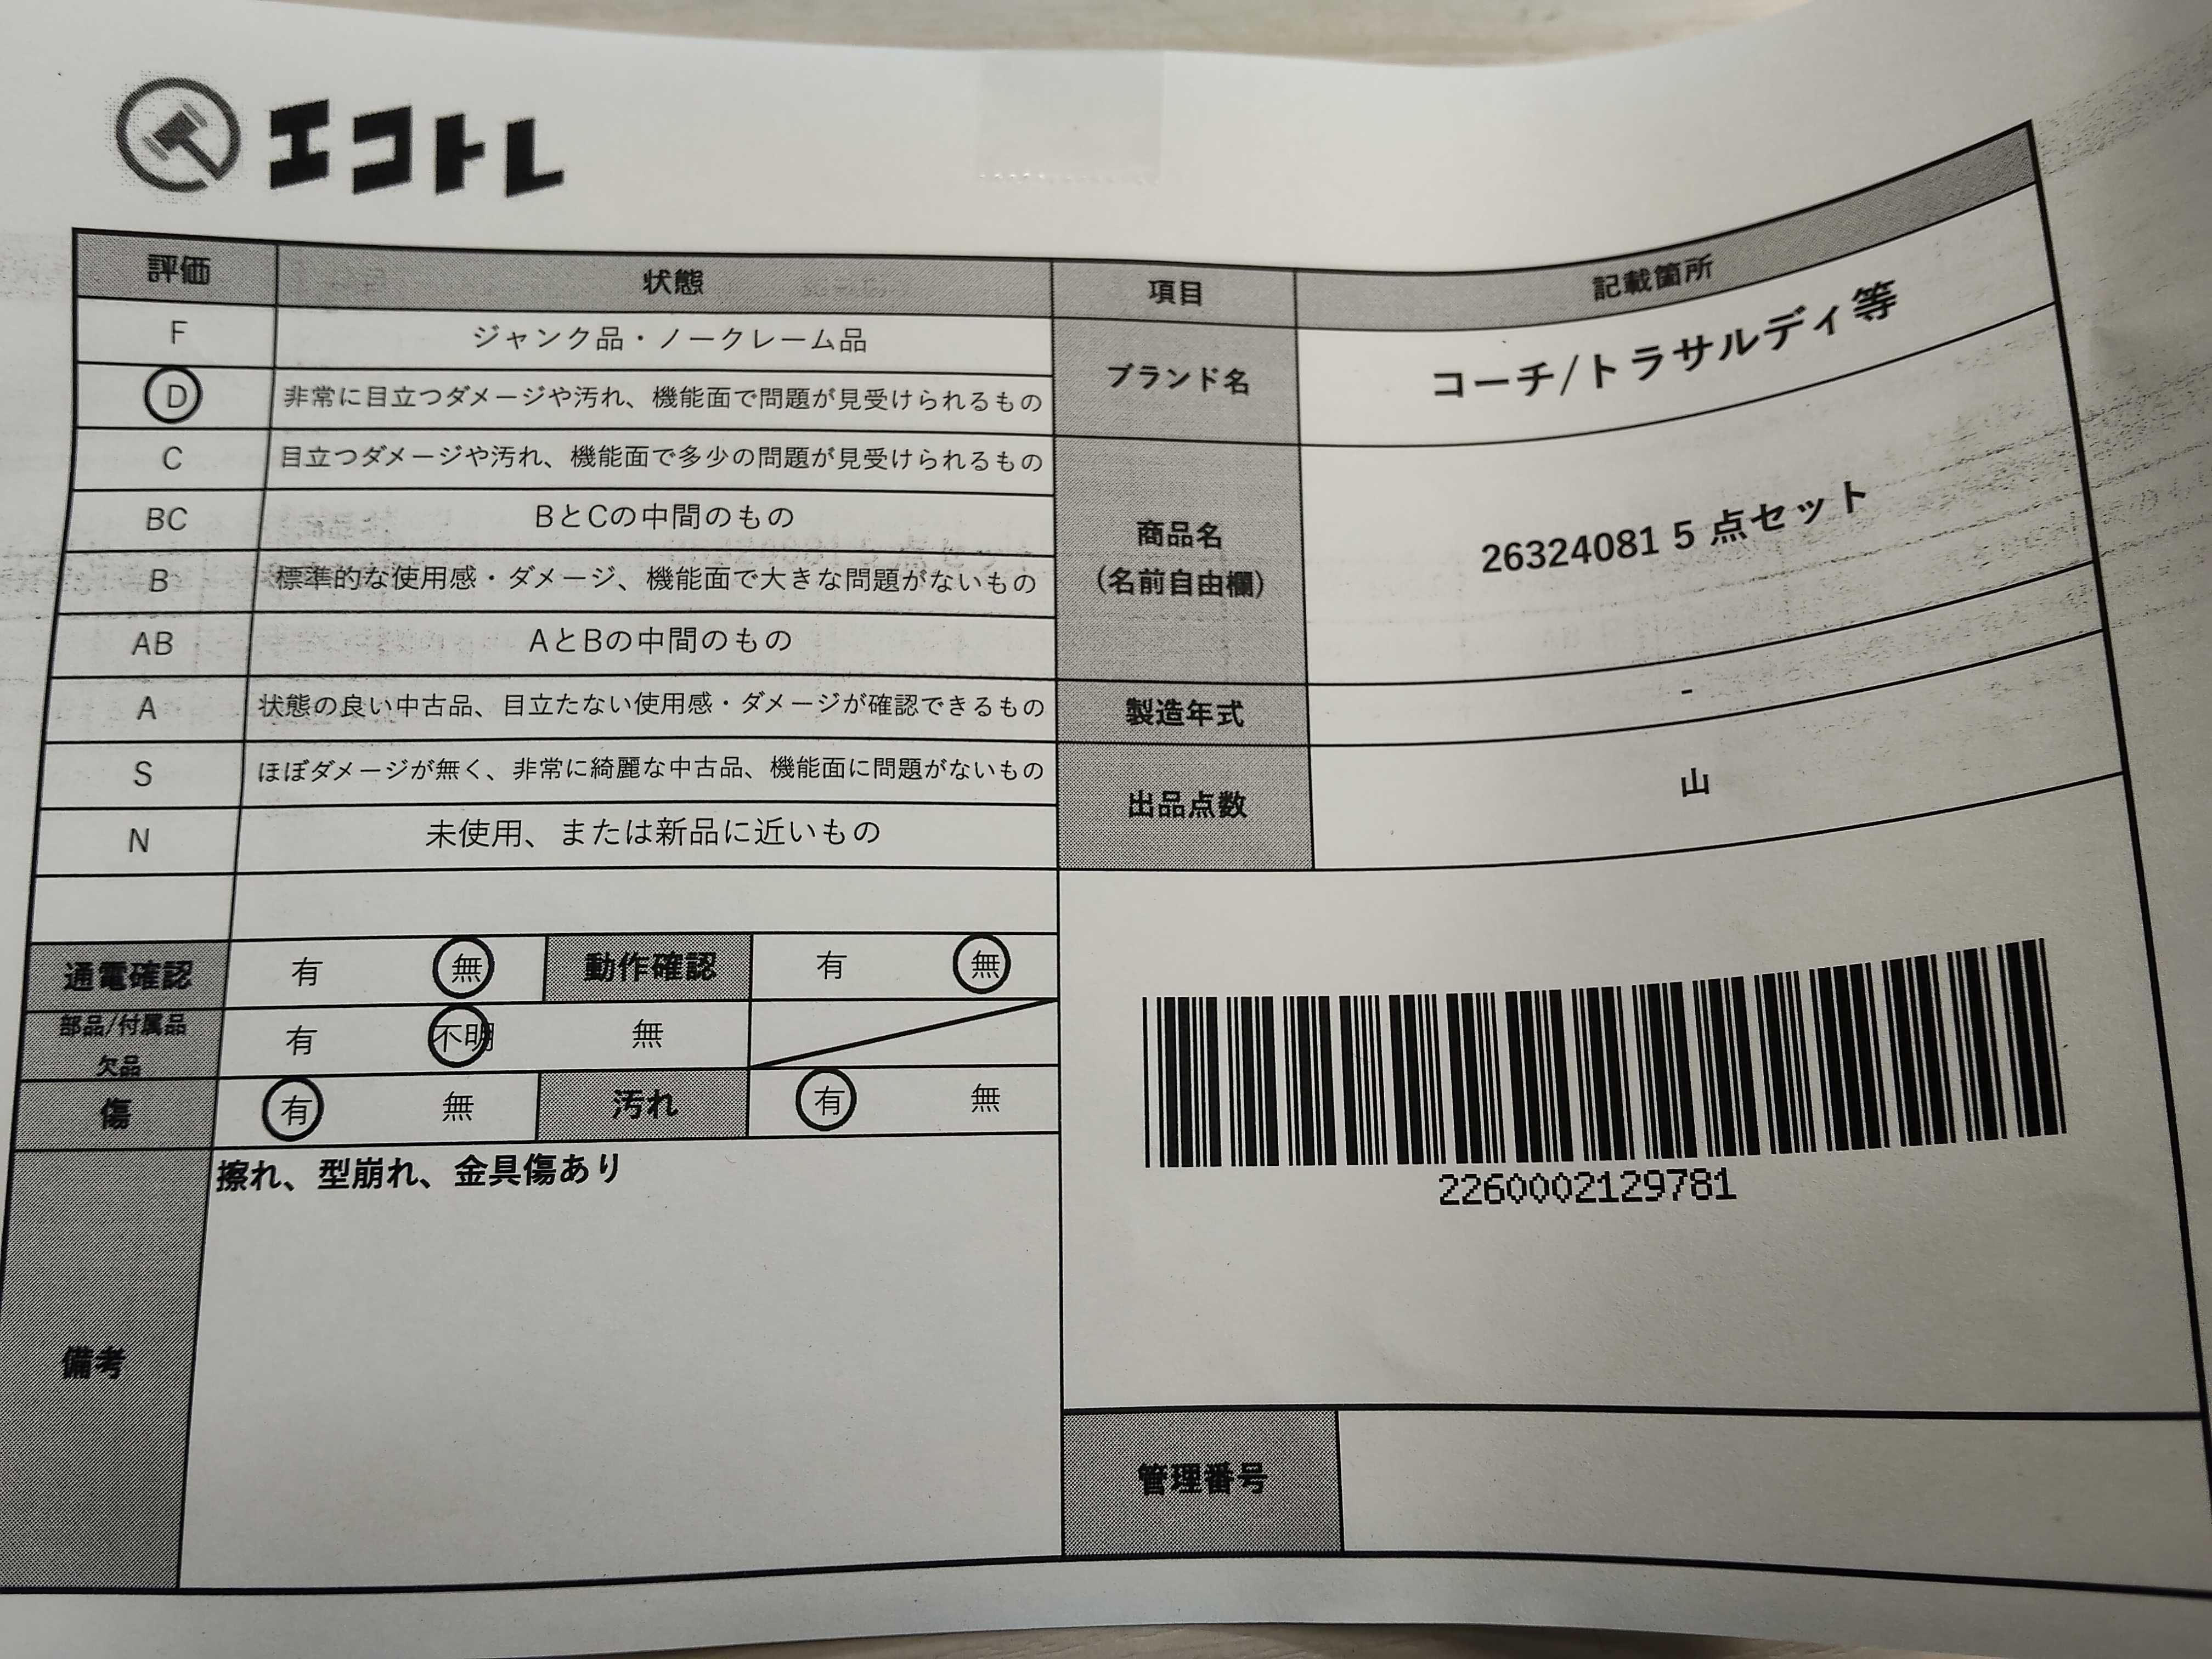 エコトレ
評価 状態 項目 記載箇所
F ジャンク品・ノークレーム品
D 非常に目立つダメージや汚れ、機能面で問題が見受けられるもの
C 目立つダメージや汚れ、機能面で多少の問題が見受けられるもの
BC BとCの中間のもの
B 標準的な使用感・ダメージ、機能面で大きな問題がないもの
AB AとBの中間のもの
A 状態の良い中古品、目立たない使用感・ダメージが確認できるもの
S ほぼダメージが無く、非常に綺麗な中古品、機能面に問題がないもの
N 未使用、または新品に近いもの
ブランド名 コーチ/トラサルディ等
商品名
(名前自由欄)
26324081 5 点セット
製造年式 -
出品点数 山
通電確認 有 無 動作確認 有 無
部品/付属品
欠品
有 不明 無
傷 有 無 汚れ 有 無
備考
擦れ、型崩れ、金具傷あり
2260002129781
管理番号